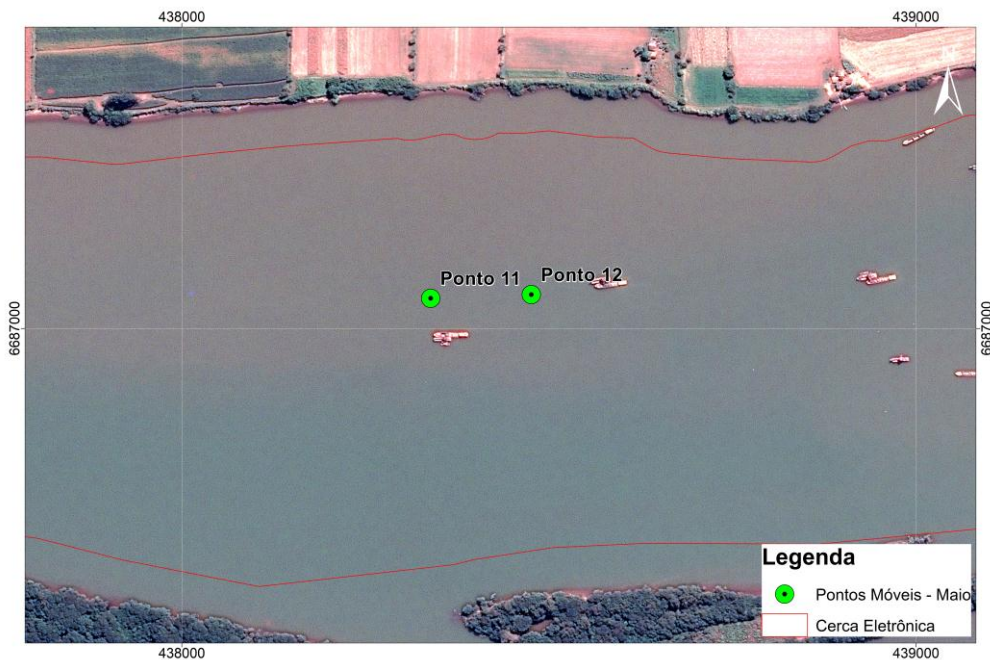 438000
439000
N
Ponto 11
Ponto 12
6687000
6687000
Legenda
Pontos Móveis - Maio
Cerca Eletrônica
438000
439000